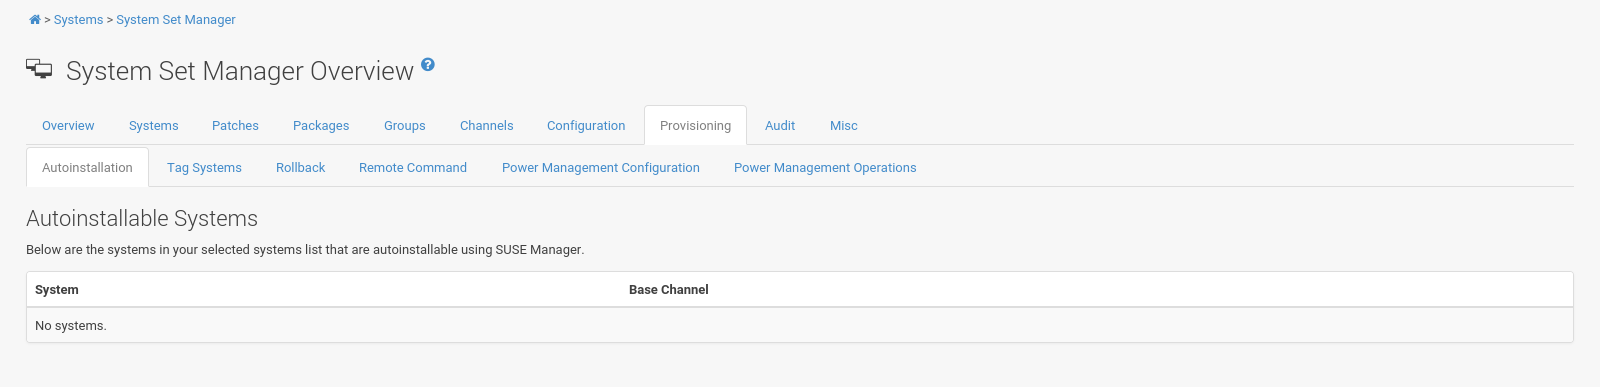 > Systems > System Set Manager
System Set Manager Overview ?
Overview Systems Patches Packages Groups Channels Configuration Provisioning Audit Misc
Autoinstallation Tag Systems Rollback Remote Command Power Management Configuration Power Management Operations
Autoinstallable Systems
Below are the systems in your selected systems list that are autoinstallable using SUSE Manager.
System Base Channel
No systems.